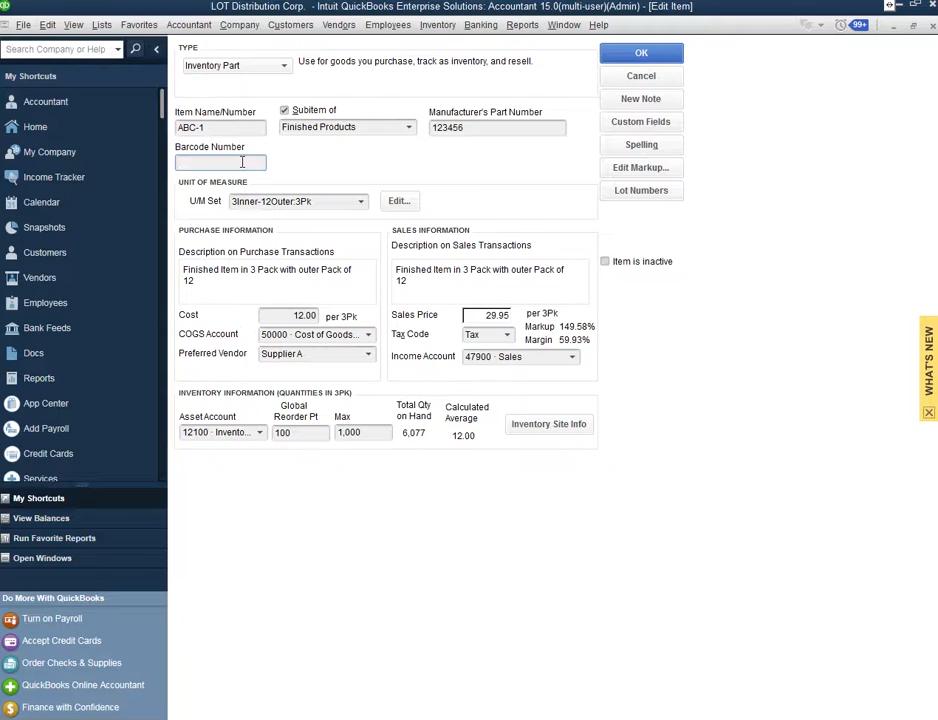 LOT Distribution Corp. - Intuit QuickBooks Enterprise Solutions: Accountant 15.0(multi-user)(Admin) - [Edit Item]
File Edit View Lists Favorites Accountant Company Customers Vendors Employees Inventory Banking Reports Window Help 99+
Search Company or Help
My Shortcuts
Accountant
Home
My Company
Income Tracker
Calendar
Snapshots
Customers
Vendors
Employees
Bank Feeds
Docs
Reports
App Center
Add Payroll
Credit Cards
Services
My Shortcuts
View Balances
Run Favorite Reports
Open Windows
Do More With QuickBooks
Turn on Payroll
Accept Credit Cards
Order Checks & Supplies
QuickBooks Online Accountant
Finance with Confidence
TYPE
Inventory Part
Use for goods you purchase, track as inventory, and resell.
Item Name/Number
ABC-1
Subitem of
Finished Products
Manufacturer's Part Number
123456
Barcode Number
UNIT OF MEASURE
U/M Set 3Inner-12Outer:3Pk Edit...
PURCHASE INFORMATION
Description on Purchase Transactions
Finished Item in 3 Pack with outer Pack of
12
Cost 12.00 per 3Pk
COGS Account 50000 · Cost of Goods...
Preferred Vendor Supplier A
SALES INFORMATION
Description on Sales Transactions
Finished Item in 3 Pack with outer Pack of
12
Sales Price 29.95 per 3Pk
Markup 149.58%
Tax Code Tax
Margin 59.93%
Income Account 47900 · Sales
INVENTORY INFORMATION (QUANTITIES IN 3PK)
Asset Account
12100 · Invento...
Global
Reorder Pt
100
Max
1,000
Total Qty
on Hand
6,077
Calculated
Average
12.00
Inventory Site Info
OK
Cancel
New Note
Custom Fields
Spelling
Edit Markup...
Lot Numbers
Item is inactive
WHAT'S NEW